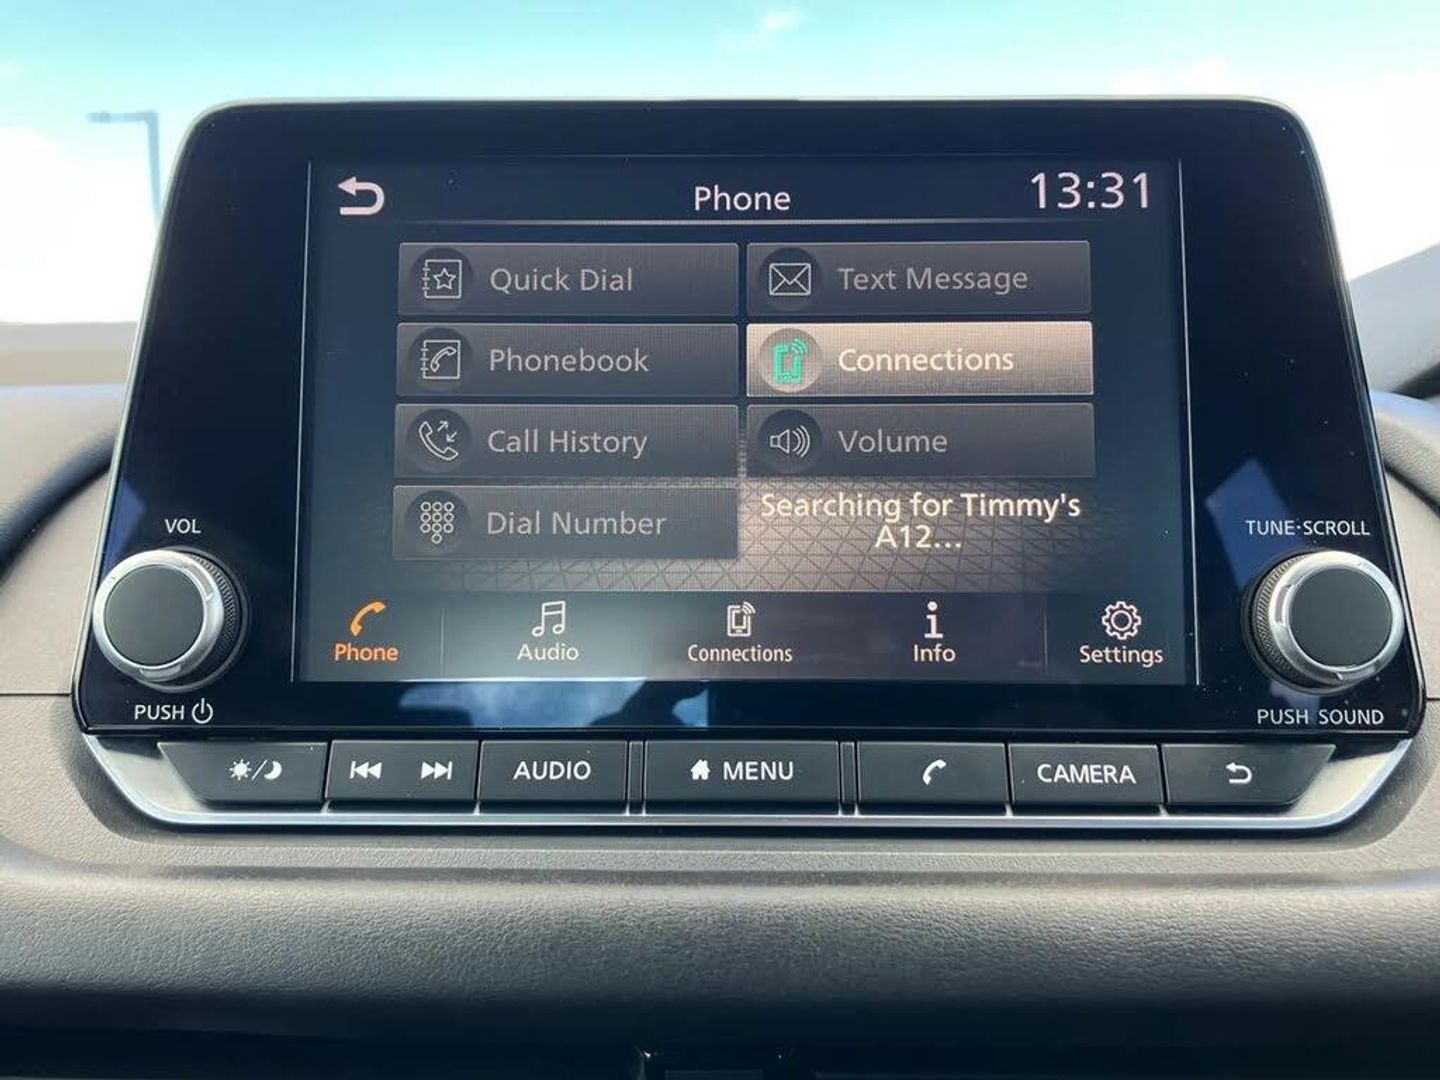 Phone
13:31
Quick Dial
Text Message
Phonebook
Connections
Call History
Volume
Dial Number
Searching for Timmy's
A12...
Phone
Audio
Connections
Info
Settings
VOL
PUSH
TUNE·SCROLL
PUSH SOUND
AUDIO
MENU
CAMERA